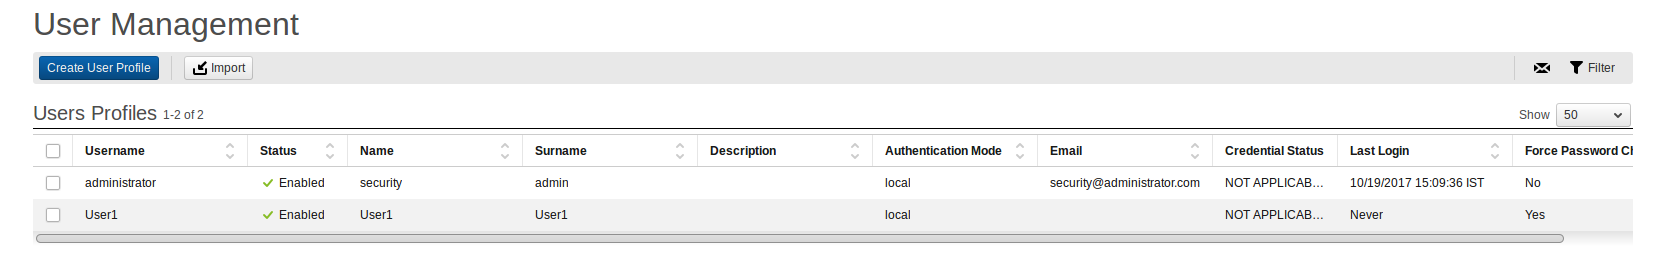 User Management
Create User Profile Import Filter
Users Profiles 1-2 of 2 Show 50
Username Status Name Surname Description Authentication Mode Email Credential Status Last Login Force Password Ch
administrator Enabled security admin local security@administrator.com NOT APPLICAB... 10/19/2017 15:09:36 IST No
User1 Enabled User1 User1 local NOT APPLICAB... Never Yes